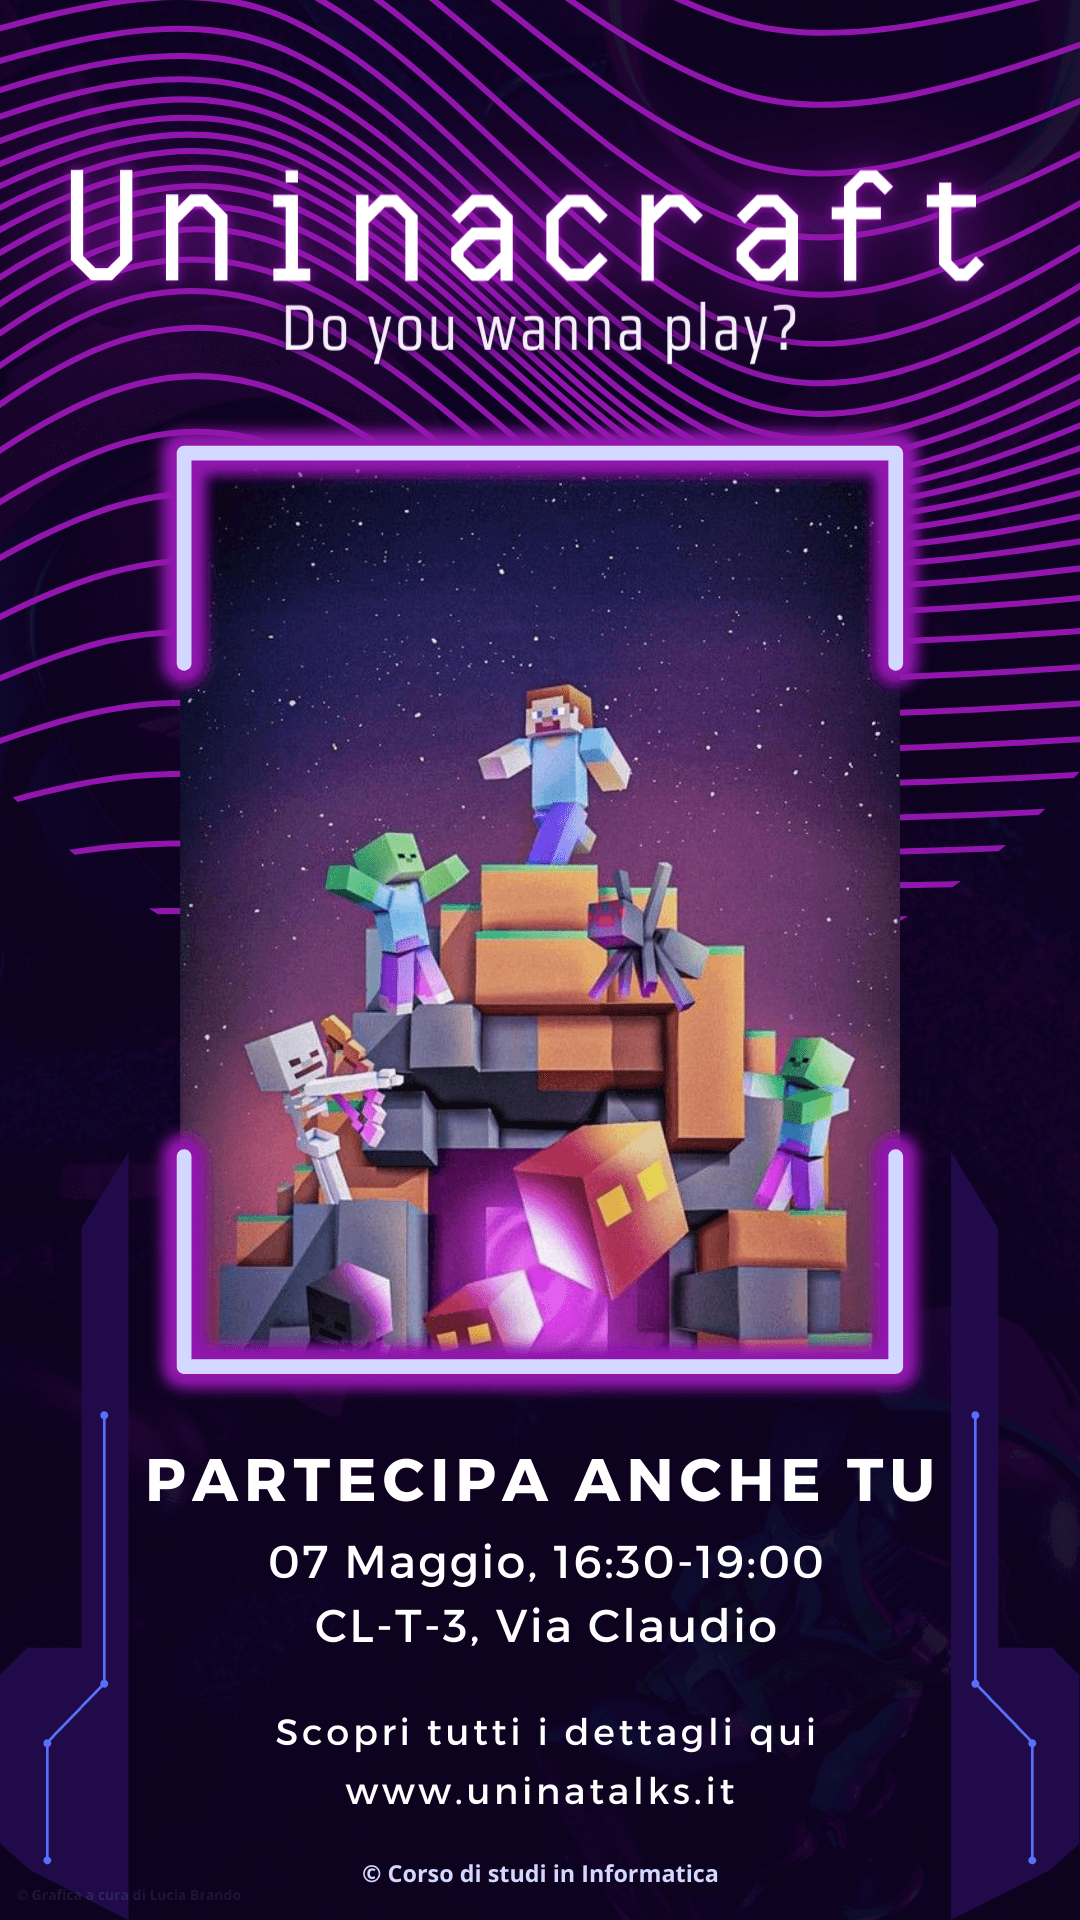 Uninacraft
Do you wanna play?
PARTECIPA ANCHE TU
07 Maggio, 16:30-19:00
CL-T-3, Via Claudio
Scopri tutti i dettagli qui
www.uninatalks.it
© Corso di studi in Informatica
© Grafica a cura di Lucia Brando